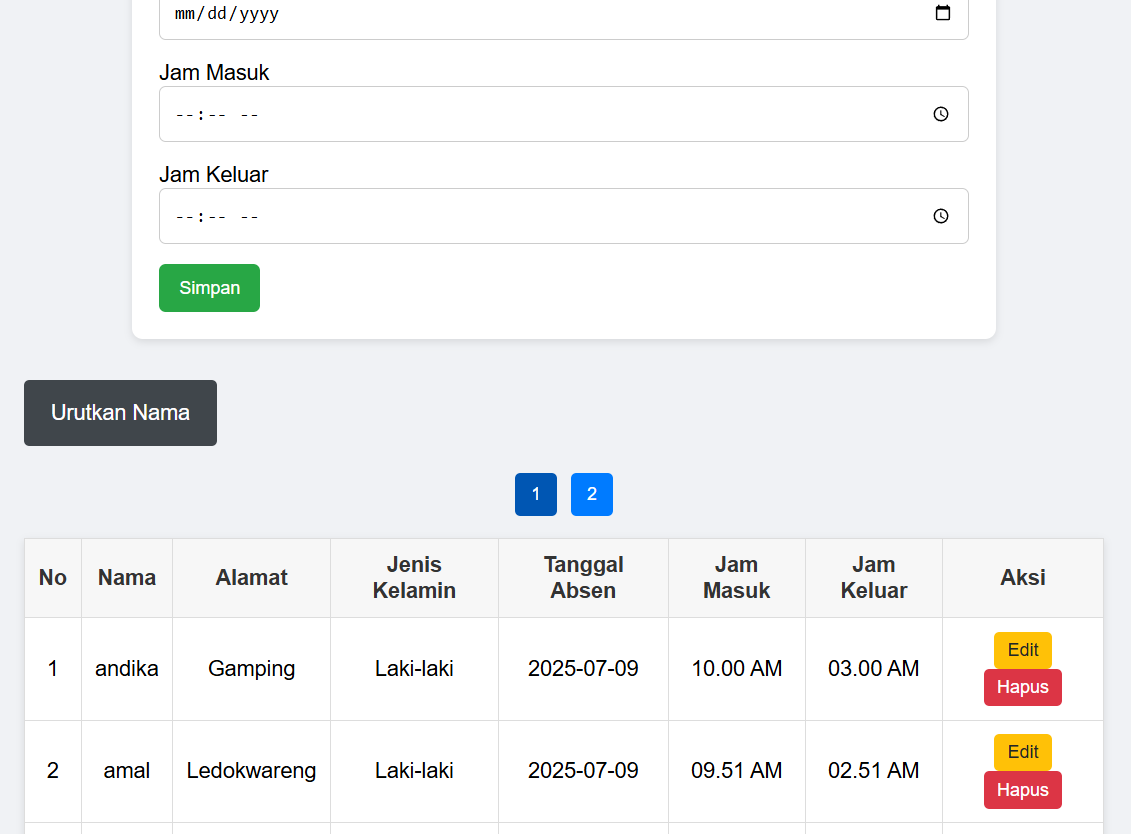 mm/dd/yyyy
Jam Masuk
--:-- --
Jam Keluar
--:-- --
Simpan
Urutkan Nama
1 2
No Nama Alamat Jenis Kelamin Tanggal Absen Jam Masuk Jam Keluar Aksi
1 andika Gamping Laki-laki 2025-07-09 10.00 AM 03.00 AM Edit
Hapus
2 amal Ledokwareng Laki-laki 2025-07-09 09.51 AM 02.51 AM Edit
Hapus